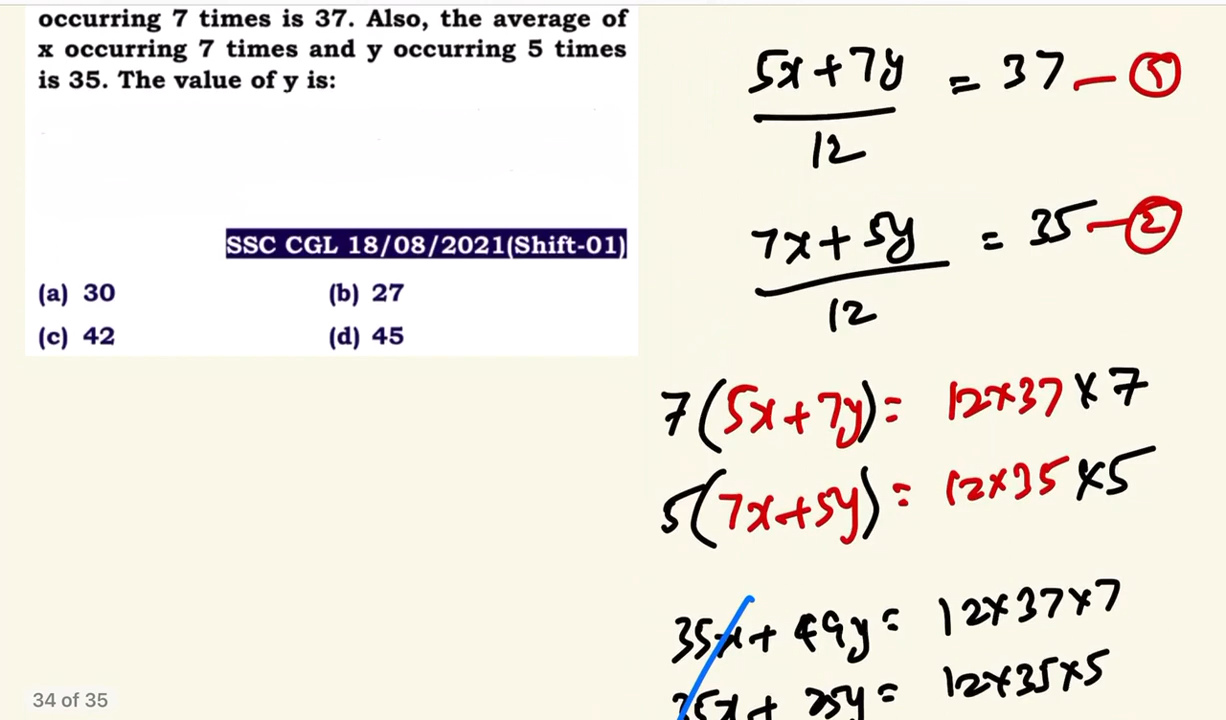 occurring 7 times is 37. Also, the average of
x occurring 7 times and y occurring 5 times
is 35. The value of y is:
SSC CGL 18/08/2021(Shift-01)
(a) 30 (b) 27
(c) 42 (d) 45
5x+7y
= 37 — ①
12
7x+5y
= 35 — ②
12
7(5x+7y) = 12×37×7
5(7x+5y) = 12×35×5
35x + 49y = 12×37×7
35x + 25y = 12×35×5
34 of 35